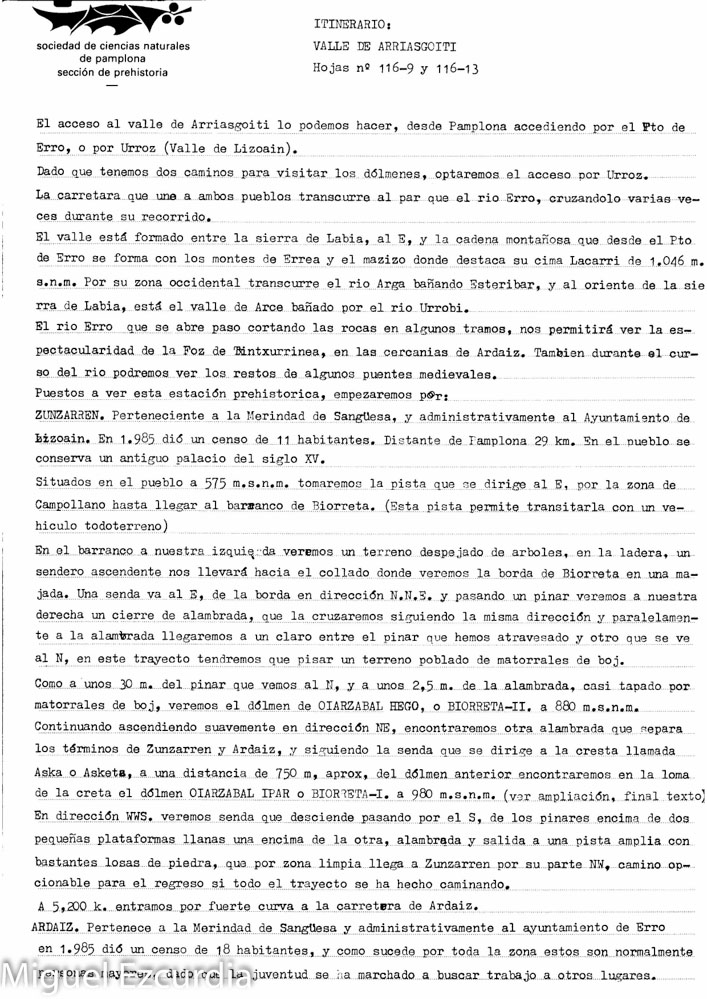 sociedad de ciencias naturales
de pamplona
sección de prehistoria
ITINERARIO:
VALLE DE ARRIASGOITI
Hojas nº 116-9 y 116-13
El acceso al valle de Arriasgoiti lo podemos hacer, desde Pamplona accediendo por el Pto de
Erro, o por Urroz (Valle de Lizoain).
Dado que tenemos dos caminos para visitar los dólmenes, optaremos el acceso por Urroz.
La carretara que une a ambos pueblos transcurre al par que el rio Erro, cruzandolo varias ve-
ces durante su recorrido.
El valle está formado entre la sierra de Labia, al E, y la cadena montañosa que desde el Pto
de Erro se forma con los montes de Errea y el mazizo donde destaca su cima Lacarri de 1.046 m.
s.n.m. Por su zona occidental transcurre el rio Arga bañando Esteribar, y al oriente de la sie
rra de Labia, está el valle de Arce bañado por el rio Urrobi.
El rio Erro que se abre paso cortando las rocas en algunos tramos, nos permitirá ver la es-
pectacularidad de la Foz de Txintxurrinea, en las cercanias de Ardaiz. Tambien durante el cur-
so del rio podremos ver los restos de algunos puentes medievales.
Puestos a ver esta estación prehistorica, empezaremos por:
ZUNZARREN. Perteneciente a la Merindad de Sangüesa, y administrativamente al Ayuntamiento de
Lizoain. En 1.985 dió un censo de 11 habitantes. Distante de Pamplona 29 km. En el pueblo se
conserva un antiguo palacio del siglo XV.
Situados en el pueblo a 575 m.s.n.m. tomaremos la pista que se dirige al E, por la zona de
Campollano hasta llegar al barranco de Biorreta. (Esta pista permite transitarla con un ve-
hiculo todoterreno)
En el barranco a nuestra izquierda veremos un terreno despejado de arboles, en la ladera, un
sendero ascendente nos llevará hacia el collado donde veremos la borda de Biorreta en una ma-
jada. Una senda va al E, de la borda en dirección N.N.E. y pasando un pinar veremos a nuestra
derecha un cierre de alambrada, que la cruzaremos siguiendo la misma dirección y paralelamen-
te a la alambrada llegaremos a un claro entre el pinar que hemos atravesado y otro que se ve
al N, en este trayecto tendremos que pisar un terreno poblado de matorrales de boj.
Como a unos 30 m. del pinar que vemos al N, y a unos 2,5 m. de la alambrada, casi tapado por
matorrales de boj, veremos el dólmen de OIARZABAL HEGO, o BIORRETA-II. a 880 m.s.n.m.
Continuando ascendiendo suavemente en dirección NE, encontraremos otra alambrada que separa
los términos de Zunzarren y Ardaiz, y siguiendo la senda que se dirige a la cresta llamada
Aska o Asketa, a una distancia de 750 m, aprox, del dólmen anterior encontraremos en la loma
de la creta el dólmen OIARZABAL IPAR o BIORRETA-I. a 980 m.s.n.m. (ver ampliación, final texto)
En dirección WWS. veremos senda que desciende pasando por el S, de los pinares encima de dos
pequeñas plataformas llanas una encima de la otra, alambrada y salida a una pista amplia con
bastantes losas de piedra, que por zona limpia llega a Zunzarren por su parte NW, camino op-
cionable para el regreso si todo el trayecto se ha hecho caminando.
A 5,200 k. entramos por fuerte curva a la carretera de Ardaiz.
ARDAIZ. Pertenece a la Merindad de Sangüesa y administrativamente al ayuntamiento de Erro
en 1.985 dió un censo de 18 habitantes, y como sucede por toda la zona estos son normalmente
personas mayores, dado que la juventud se ha marchado a buscar trabajo a otros lugares.
Miguel Ezcurdia